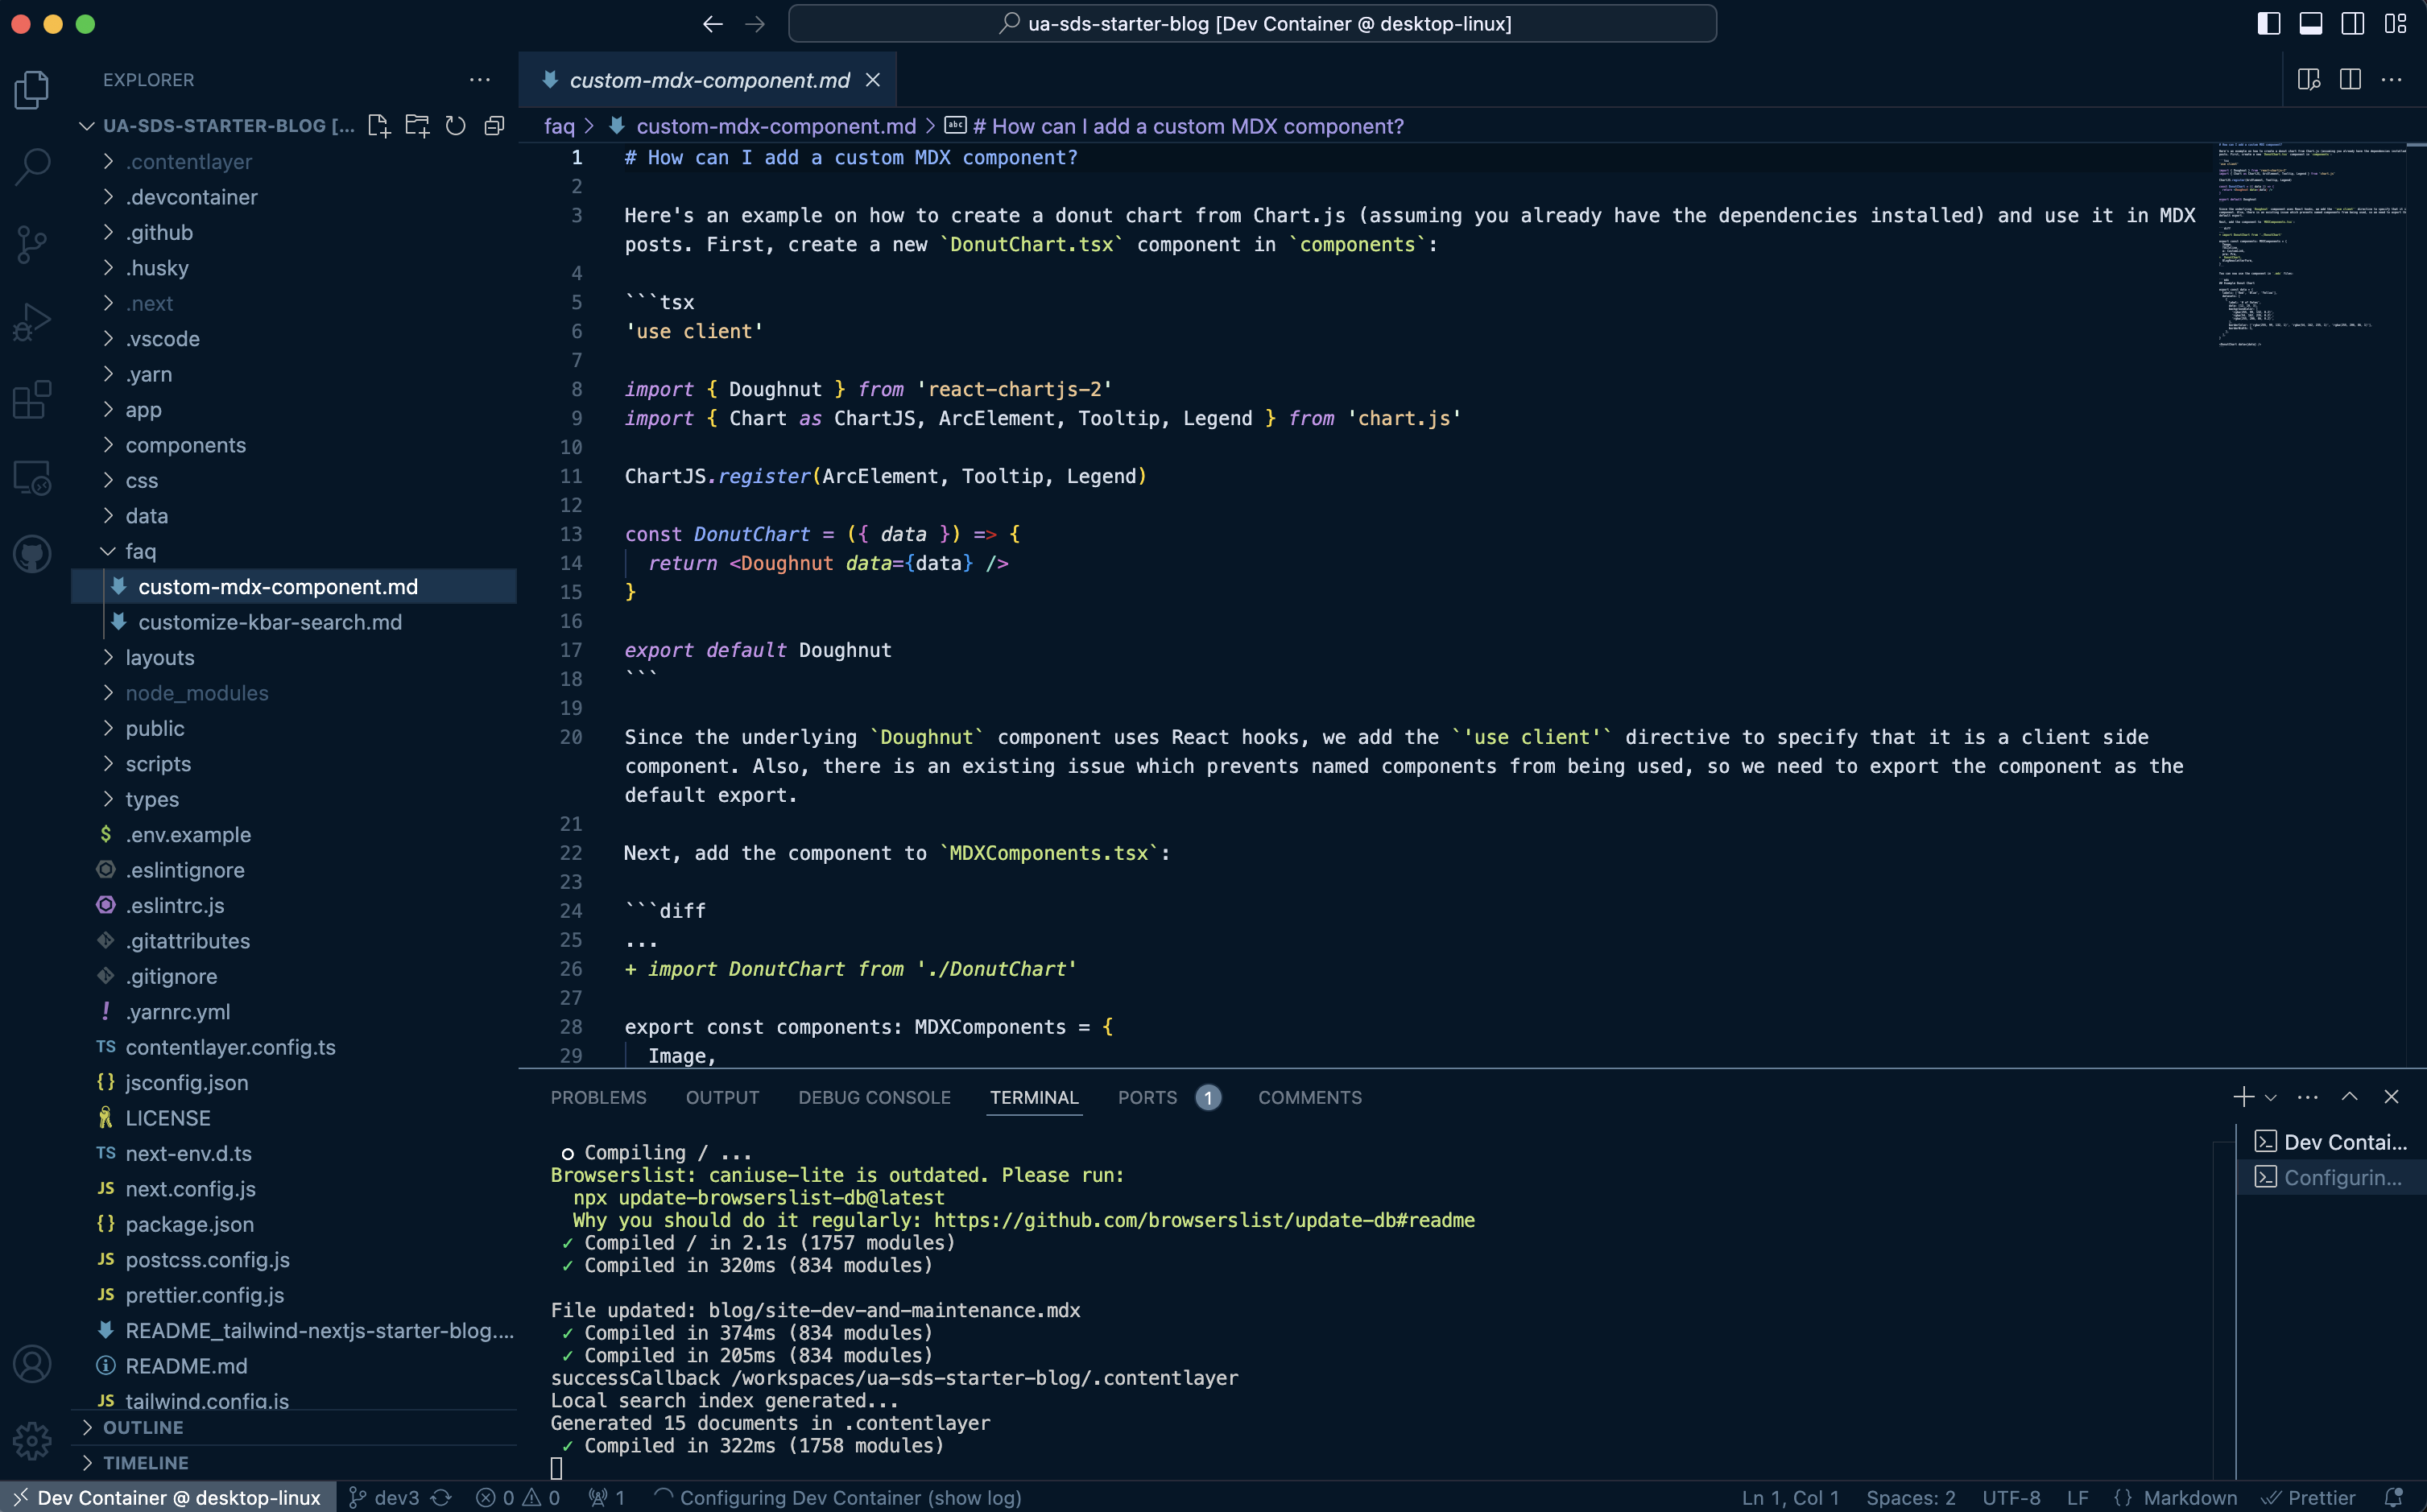 ua-sds-starter-blog [Dev Container @ desktop-linux]
EXPLORER
UA-SDS-STARTER-BLOG [...
.contentlayer
.devcontainer
.github
.husky
.next
.vscode
.yarn
app
components
css
data
faq
custom-mdx-component.md
customize-kbar-search.md
layouts
node_modules
public
scripts
types
$ .env.example
.eslintignore
.eslintrc.js
.gitattributes
.gitignore
! .yarnrc.yml
TS contentlayer.config.ts
{} jsconfig.json
LICENSE
TS next-env.d.ts
JS next.config.js
{} package.json
JS postcss.config.js
JS prettier.config.js
README_tailwind-nextjs-starter-blog....
README.md
JS tailwind.config.js
OUTLINE
TIMELINE
custom-mdx-component.md
faq > custom-mdx-component.md > abc # How can I add a custom MDX component?
1 # How can I add a custom MDX component?
2
3 Here's an example on how to create a donut chart from Chart.js (assuming you already have the dependencies installed) and use it in MDX
posts. First, create a new `DonutChart.tsx` component in `components`:
4
5 ```tsx
6 'use client'
7
8 import { Doughnut } from 'react-chartjs-2'
9 import { Chart as ChartJS, ArcElement, Tooltip, Legend } from 'chart.js'
10
11 ChartJS.register(ArcElement, Tooltip, Legend)
12
13 const DonutChart = ({ data }) => {
14 return <Doughnut data={data} />
15 }
16
17 export default Doughnut
18 ```
19
20 Since the underlying `Doughnut` component uses React hooks, we add the `'use client'` directive to specify that it is a client side
component. Also, there is an existing issue which prevents named components from being used, so we need to export the component as the
default export.
21
22 Next, add the component to `MDXComponents.tsx`:
23
24 ```diff
25 ...
26 + import DonutChart from './DonutChart'
27
28 export const components: MDXComponents = {
29 Image,
PROBLEMS OUTPUT DEBUG CONSOLE TERMINAL PORTS 1 COMMENTS
Compiling / ...
Browserslist: caniuse-lite is outdated. Please run:
npx update-browserslist-db@latest
Why you should do it regularly: https://github.com/browserslist/update-db#readme
✓ Compiled / in 2.1s (1757 modules)
✓ Compiled in 320ms (834 modules)
File updated: blog/site-dev-and-maintenance.mdx
✓ Compiled in 374ms (834 modules)
✓ Compiled in 205ms (834 modules)
successCallback /workspaces/ua-sds-starter-blog/.contentlayer
Local search index generated...
Generated 15 documents in .contentlayer
✓ Compiled in 322ms (1758 modules)
Dev Contai...
Configurin...
Dev Container @ desktop-linux dev3 0 0 1 Configuring Dev Container (show log) Ln 1, Col 1 Spaces: 2 UTF-8 LF {} Markdown Prettier